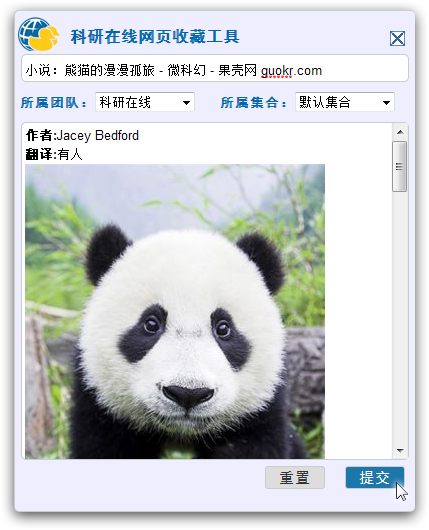 科研在线网页收藏工具
小说：熊猫的漫漫孤旅 - 微科幻 - 果壳网 guokr.com
所属团队： 科研在线 所属集合： 默认集合
作者:Jacey Bedford
翻译:有人
重置 提交